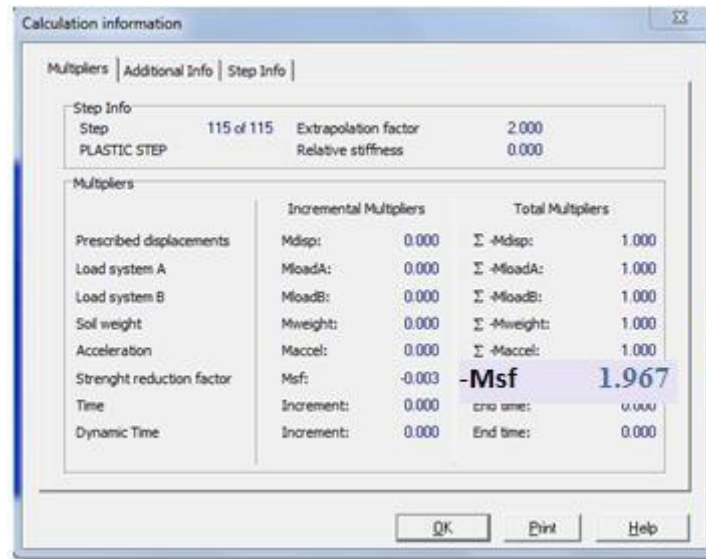 Calculation information
Multipliers Additional Info Step Info
Step Info
Step 115 of 115 Extrapolation factor 2.000
PLASTIC STEP Relative stiffness 0.000
Multipliers
Incremental Multipliers Total Multipliers
Prescribed displacements Mdisp: 0.000 Σ -Mdisp: 1.000
Load system A MloadA: 0.000 Σ -MloadA: 1.000
Load system B MloadB: 0.000 Σ -MloadB: 1.000
Soil weight Mweight: 0.000 Σ -Mweight: 1.000
Acceleration Maccel: 0.000 Σ -Maccel: 1.000
Strenght reduction factor Msf: -0.003 -Msf 1.967
Time Increment: 0.000 End time: 0.000
Dynamic Time Increment: 0.000 End time: 0.000
OK Print Help